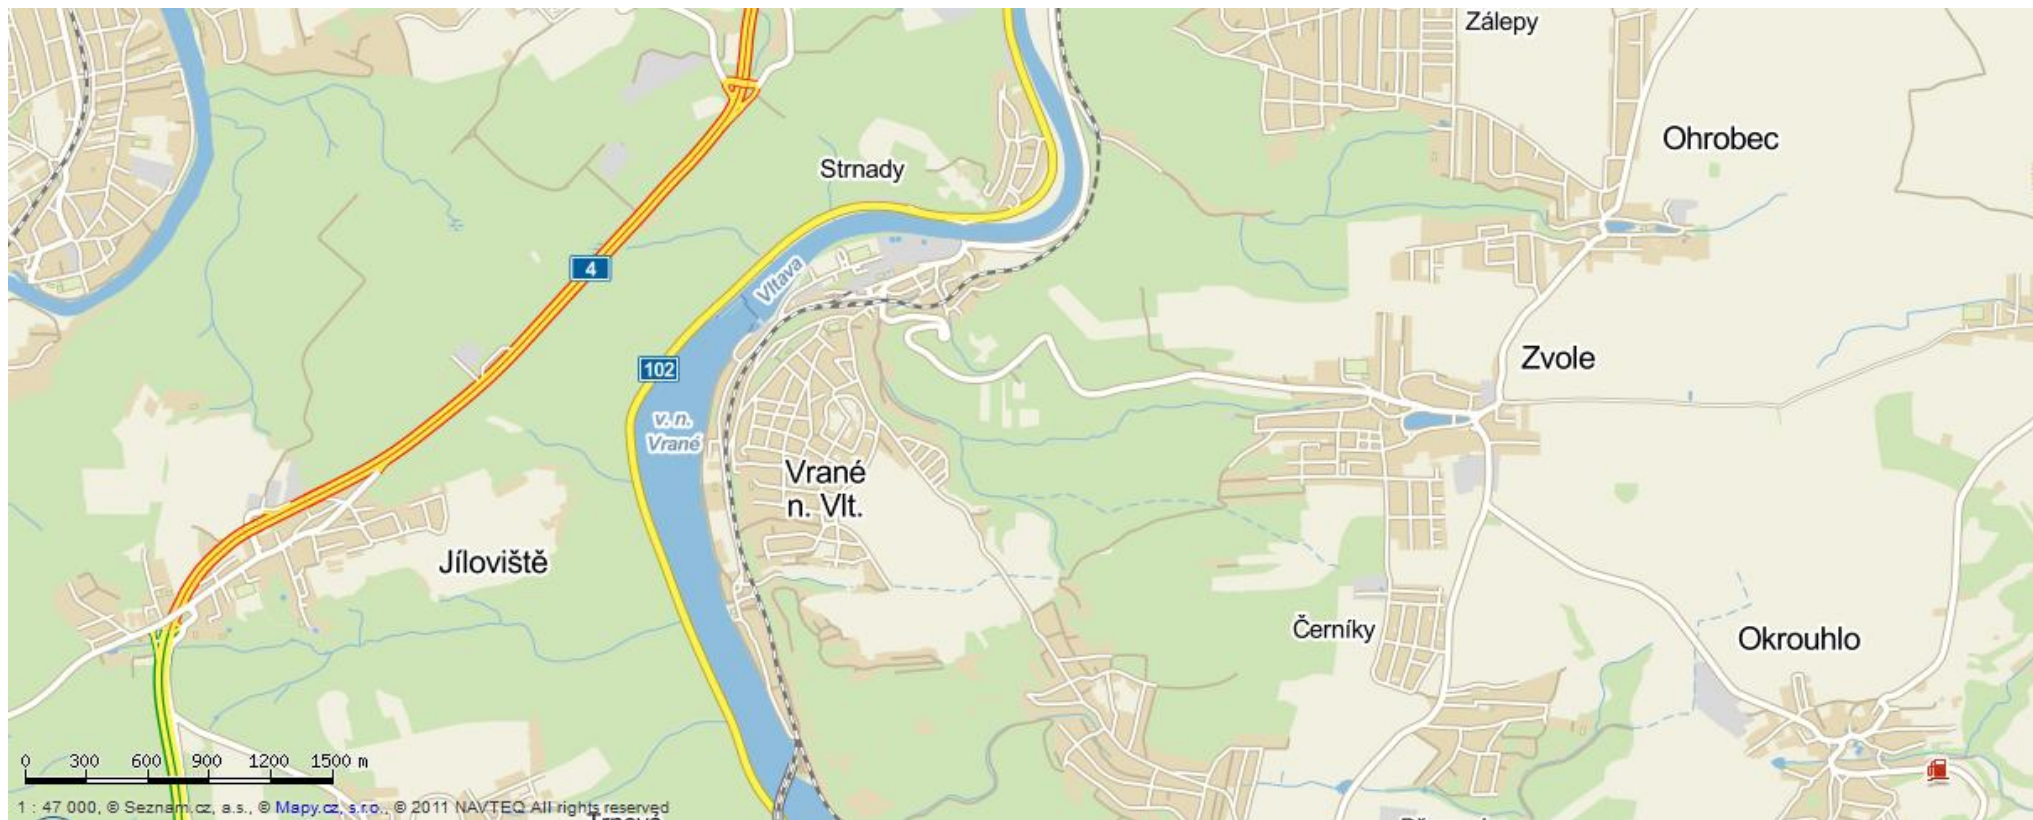 Zálepy
Ohrobec
Strnady
4
Vltava
Zvole
102
v. n.
Vrané
Vrané
n. Vlt.
Jíloviště
Černíky
Okrouhlo
0 300 600 900 1200 1500 m
1 : 47 000, © Seznam.cz, a.s., © Mapy.cz, s.r.o., © 2011 NAVTEQ All rights reserved